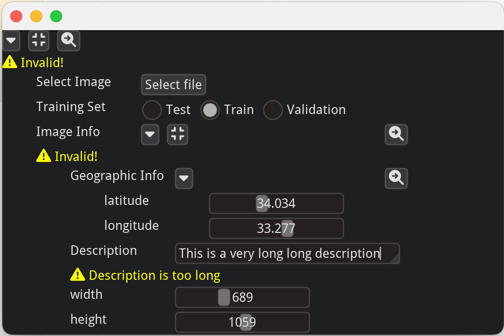 Invalid!
Select Image Select file
Training Set Test Train Validation
Image Info
Invalid!
Geographic Info
latitude 34.034
longitude 33.277
Description This is a very long long description
Description is too long
width 689
height 1059